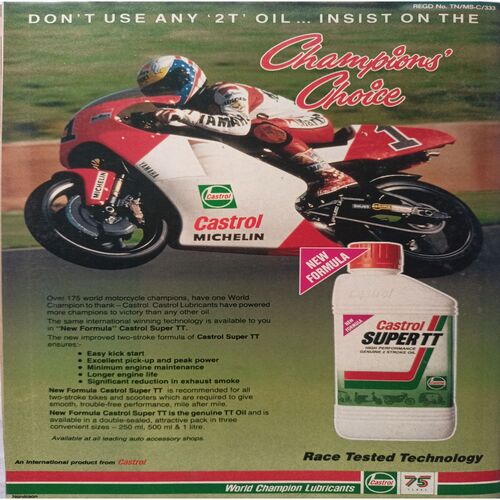 REGD No. TN/MS-C/333
DON'T USE ANY '2T' OIL... INSIST ON THE
Champions'
Choice
YAMAHA
1
1
YAMAHA
MICHELIN
Castrol
Castrol
MICHELIN
NEW
FORMULA
Over 175 world motorcycle champions, have one World
Champion to thank – Castrol. Castrol Lubricants have powered
more champions to victory than any other oil.
The same international winning technology is available to you
in "New Formula" Castrol Super TT.
The new improved two-stroke formula of Castrol Super TT
ensures:-
• Easy kick start
• Excellent pick-up and peak power
• Minimum engine maintenance
• Longer engine life
• Significant reduction in exhaust smoke
New Formula Castrol Super TT is recommended for all
two-stroke bikes and scooters which are required to give
smooth, trouble-free performance, mile after mile.
New Formula Castrol Super TT is the genuine TT Oil and is
available in a double-sealed, attractive pack in three
convenient sizes – 250 ml, 500 ml & 1 litre.
Available at all leading auto accessory shops.
NEW
FORMULA
Castrol
SUPER TT
HIGH PERFORMANCE
GENUINE 2 STROKE OIL
Castrol
An international product from Castrol
Race Tested Technology
World Champion Lubricants
Castrol
75
YEARS